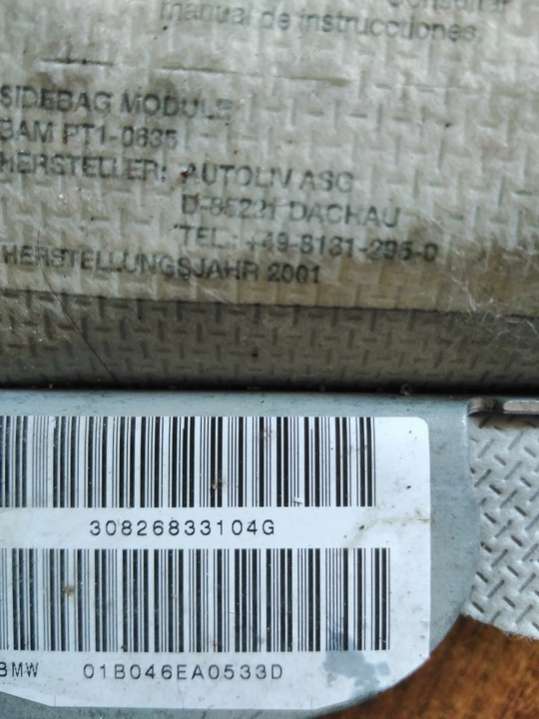 manual de instrucciones
SIDEBAG MODULE
BAM PT1-0635
HERSTELLER: AUTOLIV ASG
D-85221 DACHAU
TEL.: +49-8131-295-0
HERSTELLUNGSJAHR 2001
30826833104G
BMW 01B046EA0533D